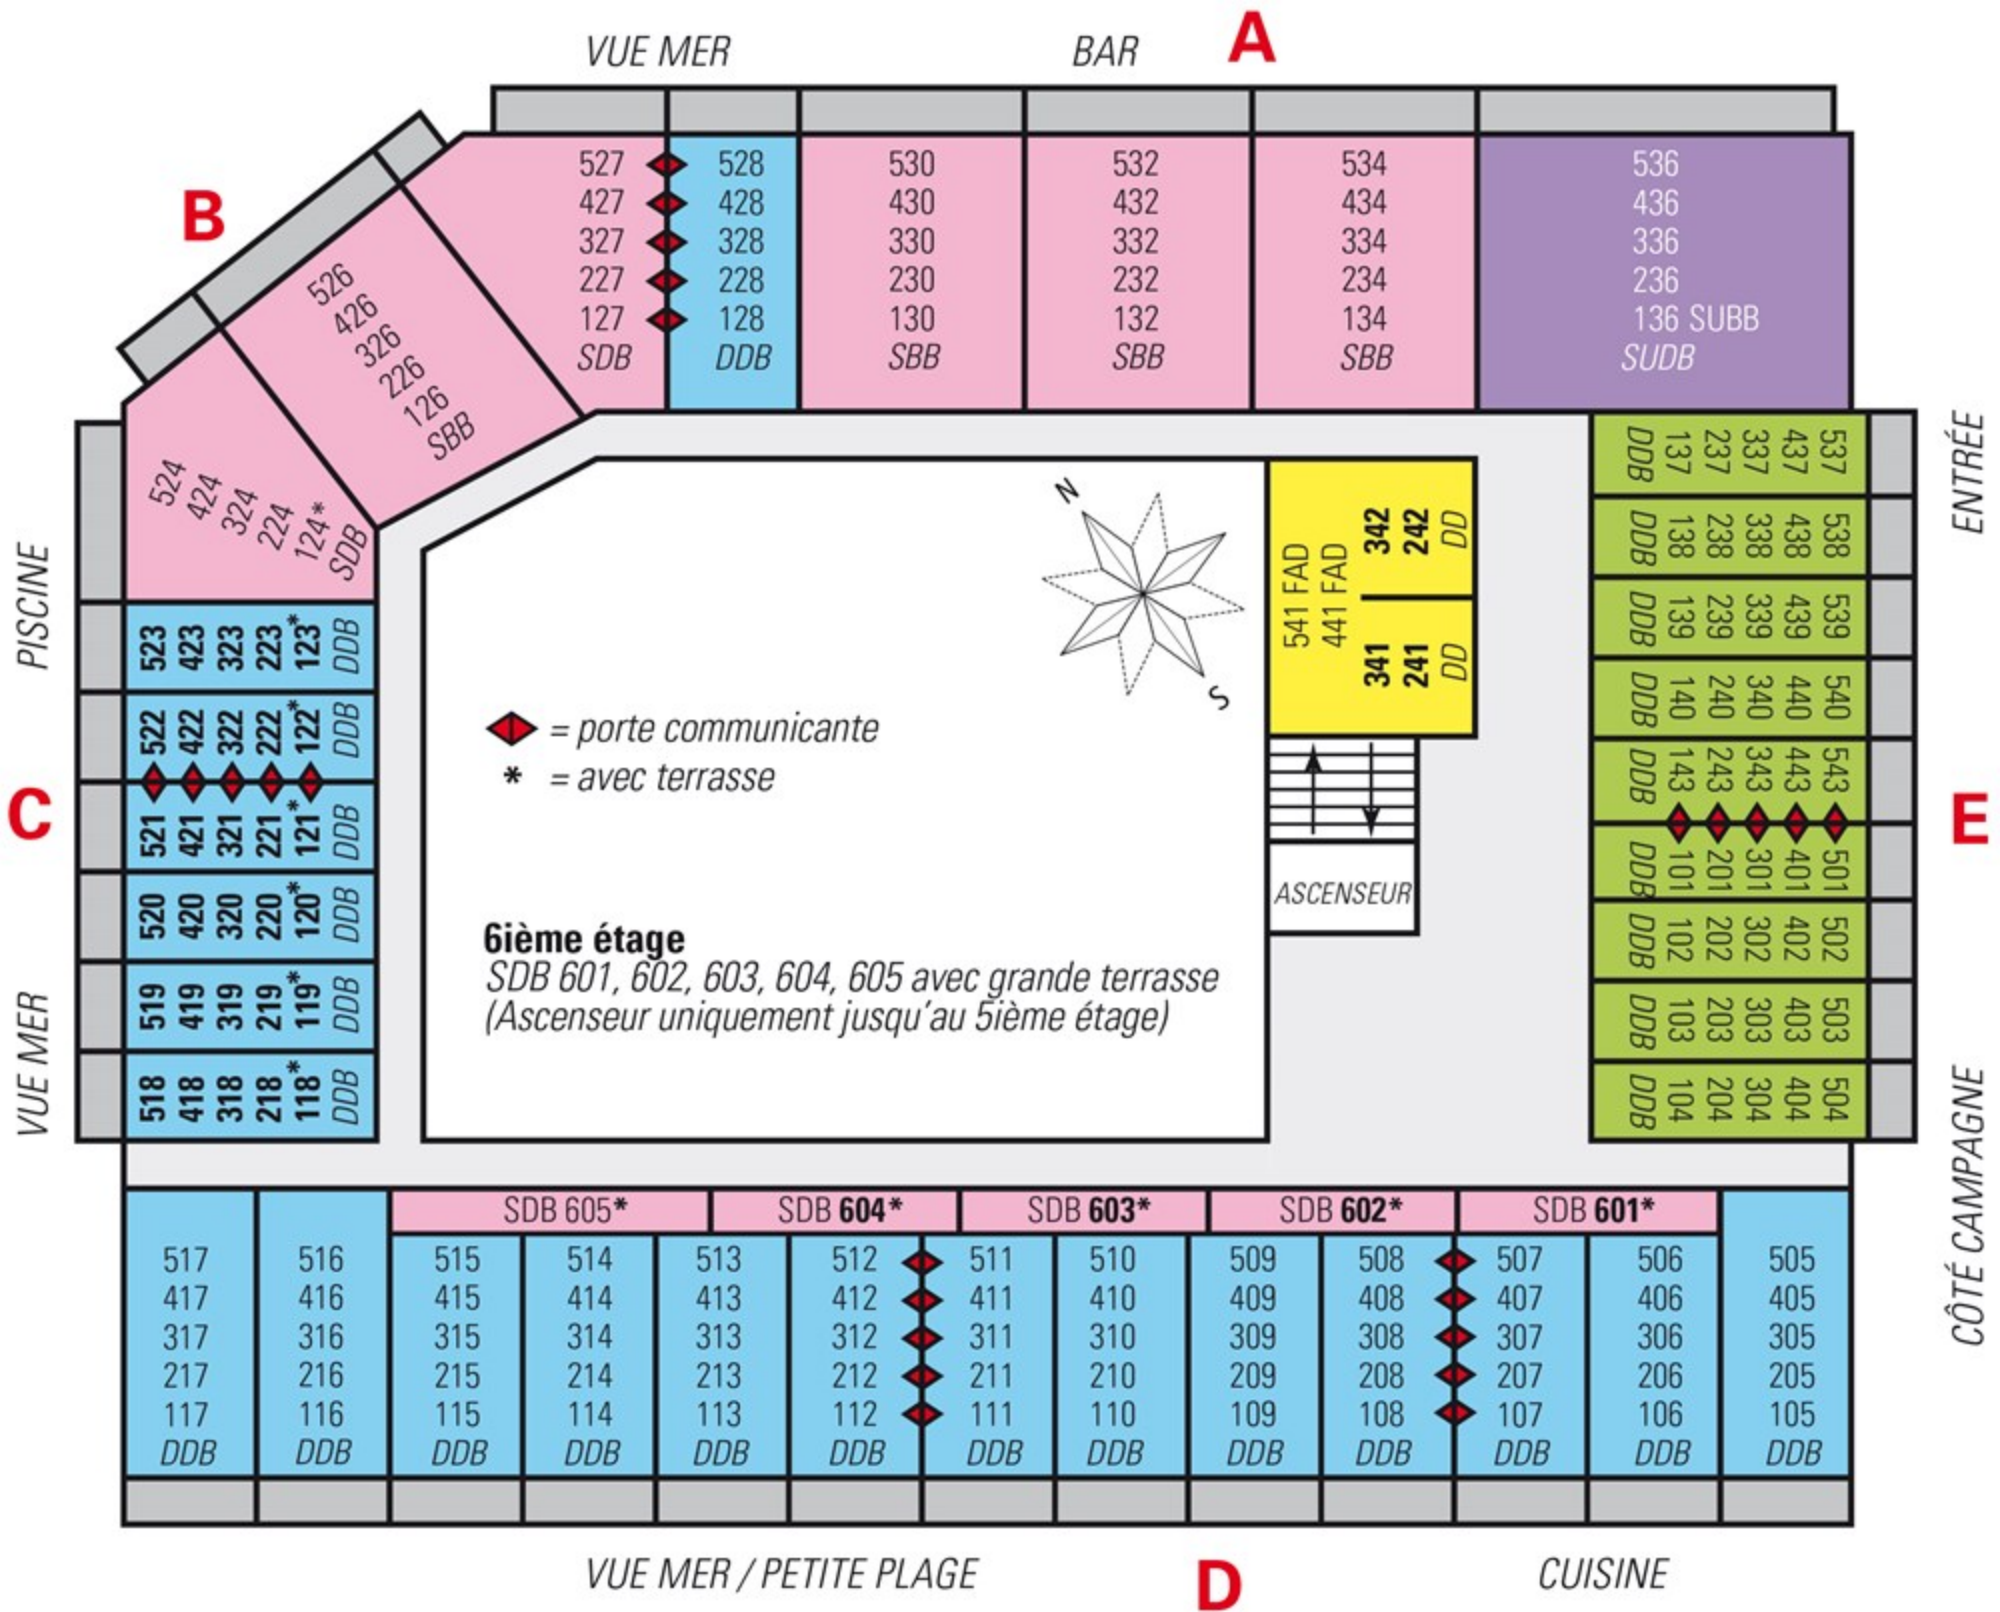 VUE MER
BAR
A
B
527
427
327
227
127
SDB
528
428
328
228
128
DDB
530
430
330
230
130
SBB
532
432
332
232
132
SBB
534
434
334
234
134
SBB
536
436
336
236
136 SUBB
SUDB
526
426
326
226
126
SBB
524
424
324
224
124*
SDB
PISCINE
C
VUE MER
523
423
323
223
123*
DDB
522
422
322
222
122*
DDB
521
421
321
221
121*
DDB
520
420
320
220
120*
DDB
519
419
319
219
119*
DDB
518
418
318
218
118*
DDB
N
S
= porte communicante
* = avec terrasse
6ième étage
SDB 601, 602, 603, 604, 605 avec grande terrasse
(Ascenseur uniquement jusqu'au 5ième étage)
541 FAD
441 FAD
342
242
DD
341
241
DD
ASCENSEUR
ENTRÉE
E
CÔTÉ CAMPAGNE
537
437
337
237
137
DDB
538
438
338
238
138
DDB
539
439
339
239
139
DDB
540
440
340
240
140
DDB
543
443
343
243
143
DDB
501
401
301
201
101
DDB
502
402
302
202
102
DDB
503
403
303
203
103
DDB
504
404
304
204
104
DDB
SDB 605*
SDB 604*
SDB 603*
SDB 602*
SDB 601*
517
417
317
217
117
DDB
516
416
316
216
116
DDB
515
415
315
215
115
DDB
514
414
314
214
114
DDB
513
413
313
213
113
DDB
512
412
312
212
112
DDB
511
411
311
211
111
DDB
510
410
310
210
110
DDB
509
409
309
209
109
DDB
508
408
308
208
108
DDB
507
407
307
207
107
DDB
506
406
306
206
106
DDB
505
405
305
205
105
DDB
VUE MER / PETITE PLAGE
D
CUISINE